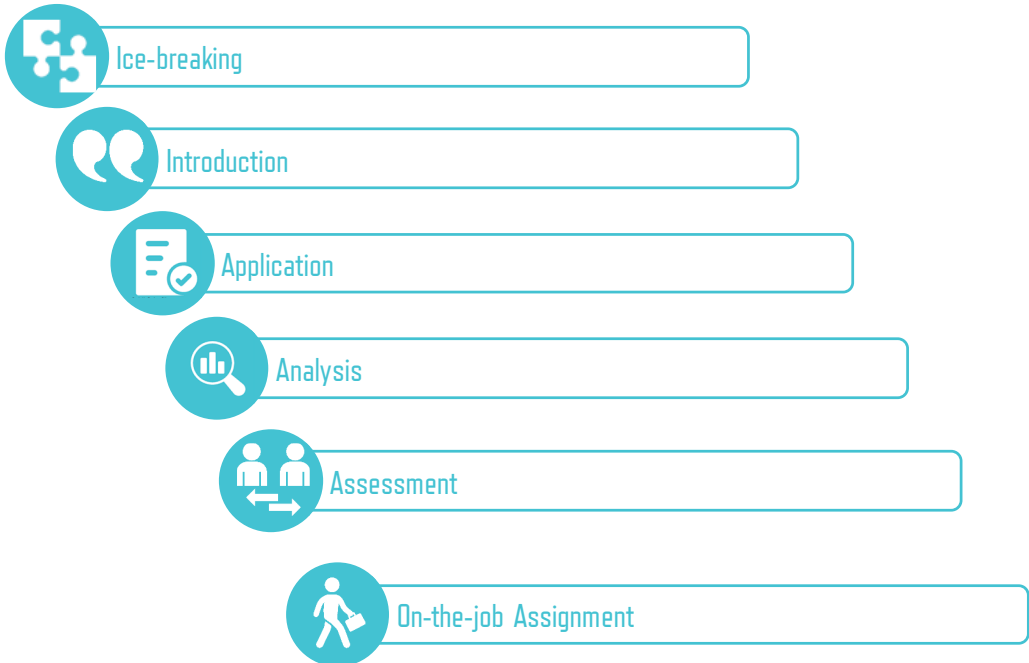 Ice-breaking
Introduction
Application
Analysis
Assessment
On-the-job Assignment